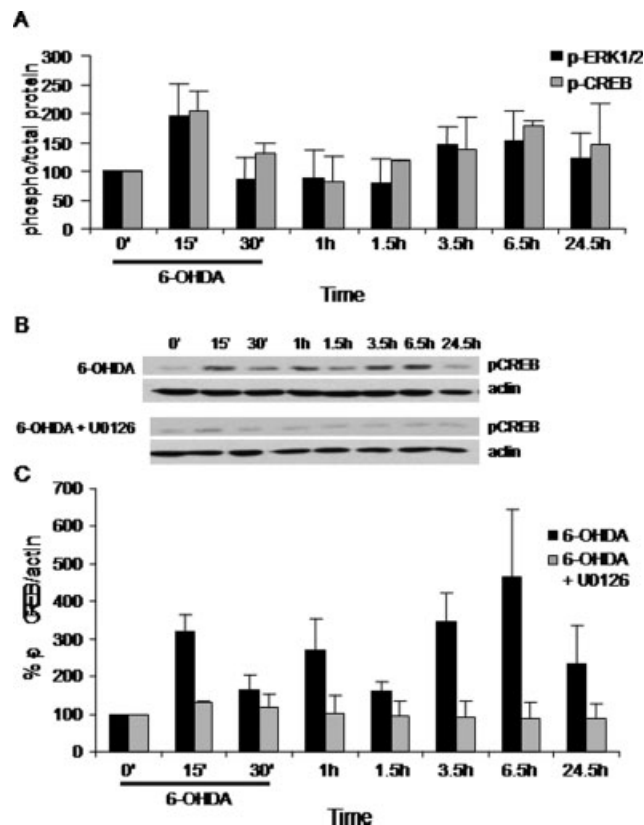 A
phospho/total protein
300
250
200
150
100
50
0
p-ERK1/2
p-CREB
0' 15' 30' 1h 1.5h 3.5h 6.5h 24.5h
6-OHDA
Time
B
0' 15' 30' 1h 1.5h 3.5h 6.5h 24.5h
6-OHDA pCREB
actin
6-OHDA + U0126 pCREB
actin
C
% p CREB/actin
700
600
500
400
300
200
100
0
6-OHDA
6-OHDA
+ U0126
0' 15' 30' 1h 1.5h 3.5h 6.5h 24.5h
6-OHDA
Time